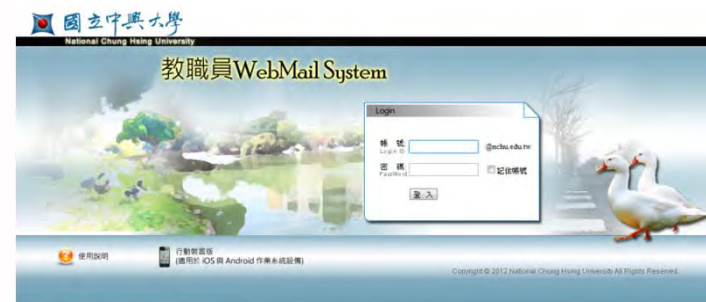 國立中興大學
National Chung Hsing University
教職員WebMail System
Login
帳 號
Login ID
@nchu.edu.tw
密 碼
PassWord
記住帳號
登 入
使用說明
行動裝置版
(適用於 iOS 與 Android 作業系統設備)
Copyright © 2012 National Chung Hsing University All Rights Reserved.